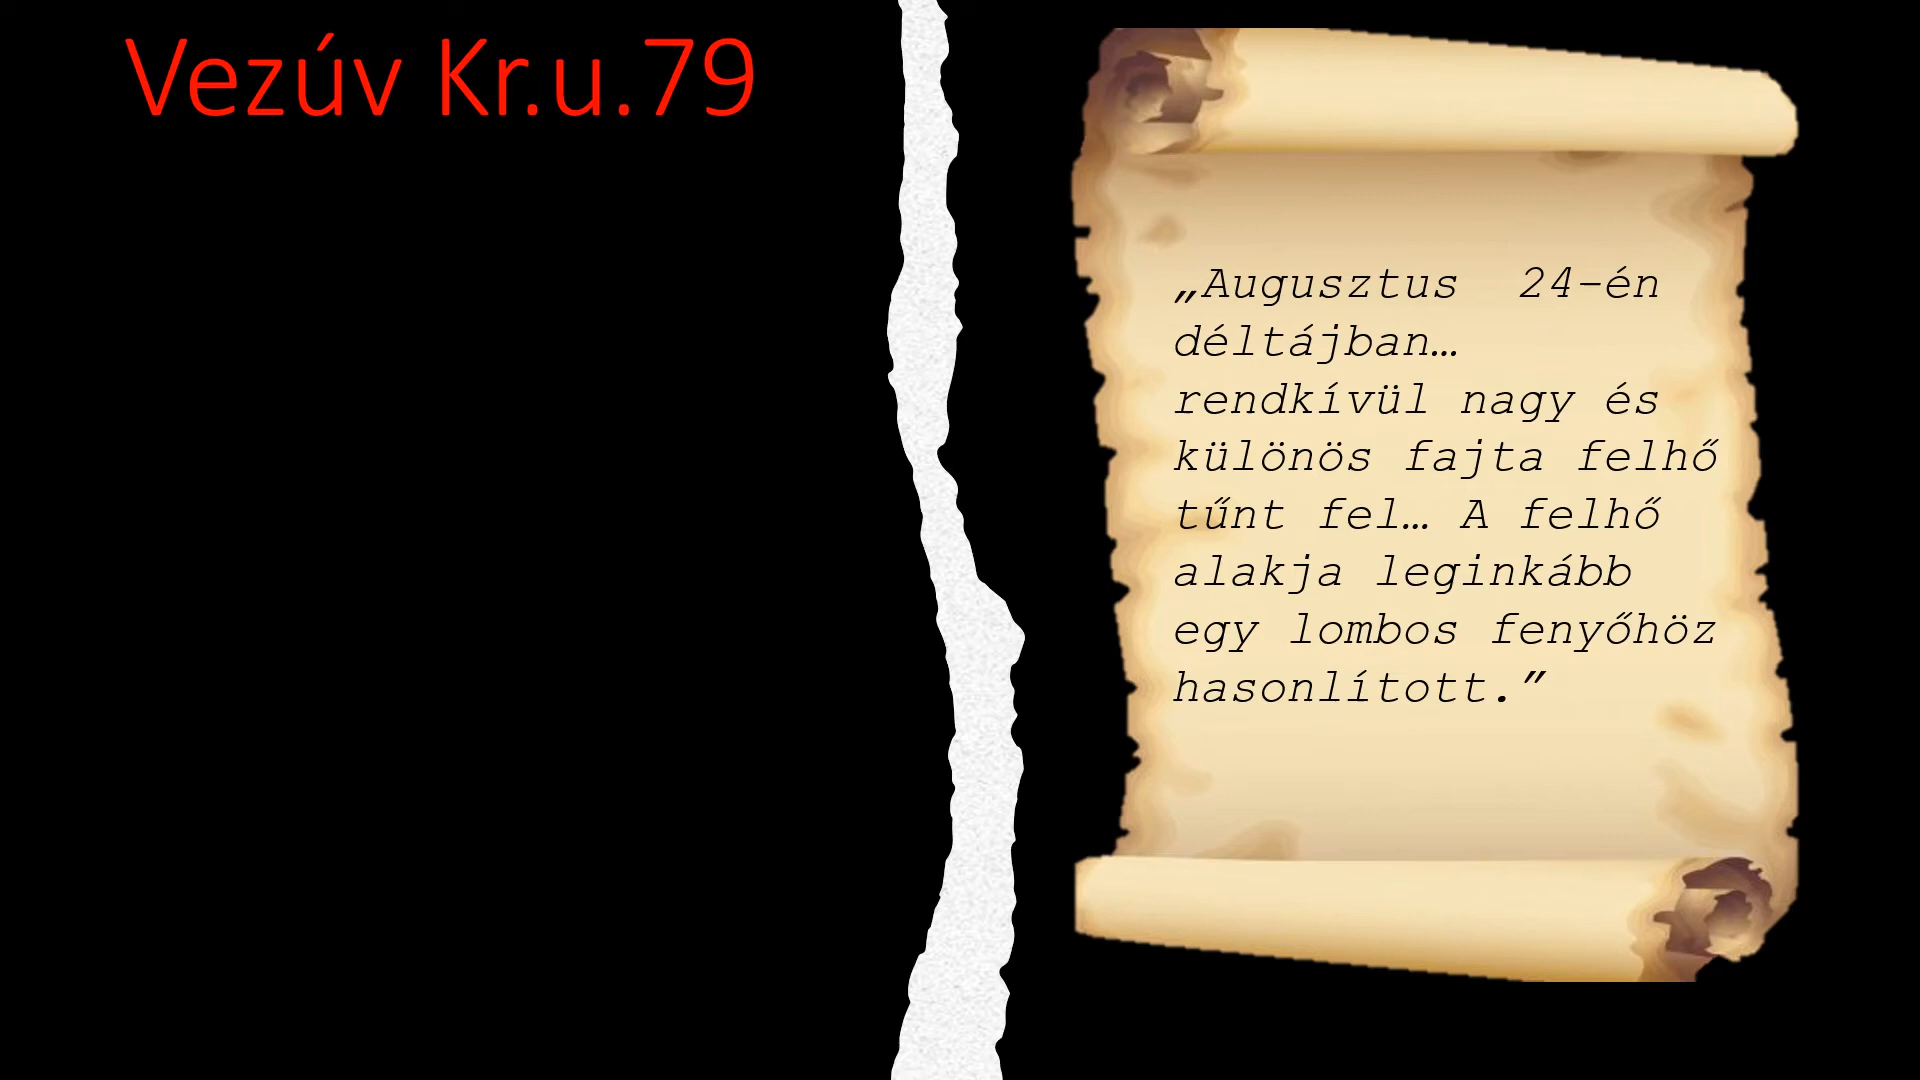 Vezúv Kr.u.79
„Augusztus 24-én
déltájban…
rendkívül nagy és
különös fajta felhő
tűnt fel… A felhő
alakja leginkább
egy lombos fenyőhöz
hasonlított.”